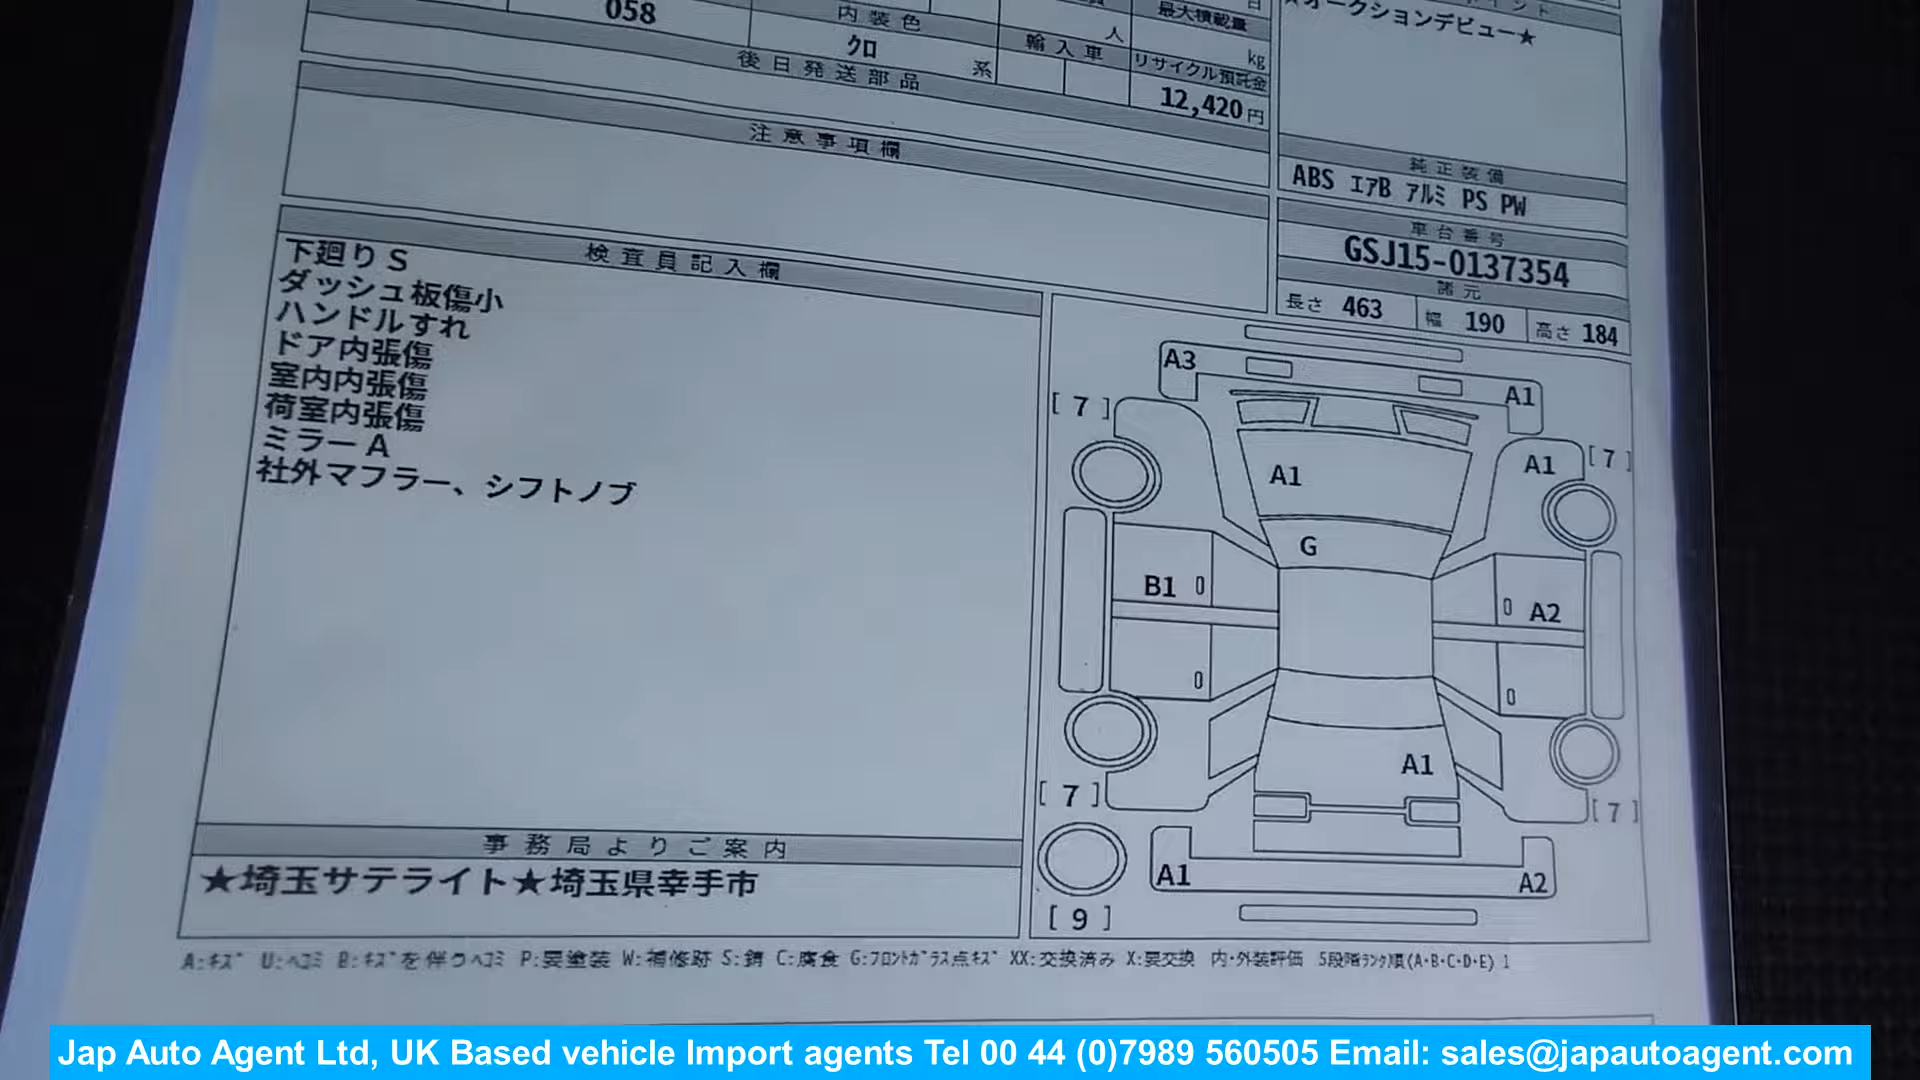 058
内装色
クロ
系
人
輸入車
最大積載量
kg
リサイクル預託金
12,420円
★オークションデビュー★
後日発送部品
注意事項欄
純正装備
ABS エアB アルミ PS PW
車台番号
GSJ15-0137354
諸元
長さ 463 幅 190 高さ 184
検査員記入欄
下廻りS
ダッシュ板傷小
ハンドルすれ
ドア内張傷
室内内張傷
荷室内張傷
ミラーA
社外マフラー、シフトノブ
A3
A1
[7]
[7]
A1
A1
G
B1
A2
A1
[7]
[7]
A1
A2
[9]
事務局よりご案内
★埼玉サテライト★埼玉県幸手市
A:キズ U:ヘコミ B:キズを伴うヘコミ P:要塗装 W:補修跡 S:錆 C:腐食 G:フロントガラス点キズ XX:交換済み X:要交換 内・外装評価 5段階ランク順(A・B・C・D・E) 1
Jap Auto Agent Ltd, UK Based vehicle Import agents Tel 00 44 (0)7989 560505 Email: sales@japautoagent.com